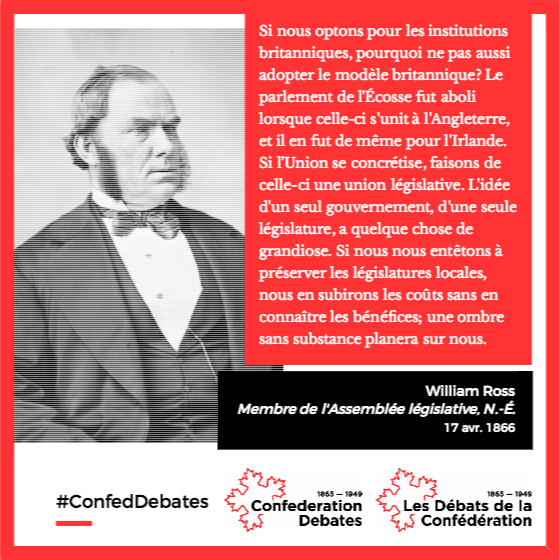 Si nous optons pour les institutions
britanniques, pourquoi ne pas aussi
adopter le modèle britannique? Le
parlement de l'Écosse fut aboli
lorsque celle-ci s'unit à l'Angleterre,
et il en fut de même pour l'Irlande.
Si l'Union se concrétise, faisons de
celle-ci une union législative. L'idée
d'un seul gouvernement, d'une seule
législature, a quelque chose de
grandiose. Si nous nous entêtons à
préserver les législatures locales,
nous en subirons les coûts sans en
connaître les bénéfices; une ombre
sans substance planera sur nous.
William Ross
Membre de l'Assemblée législative, N.-É.
17 avr. 1866
#ConfedDebates
1865 — 1949
Confederation
Debates
1865 — 1949
Les Débats de la
Confédération